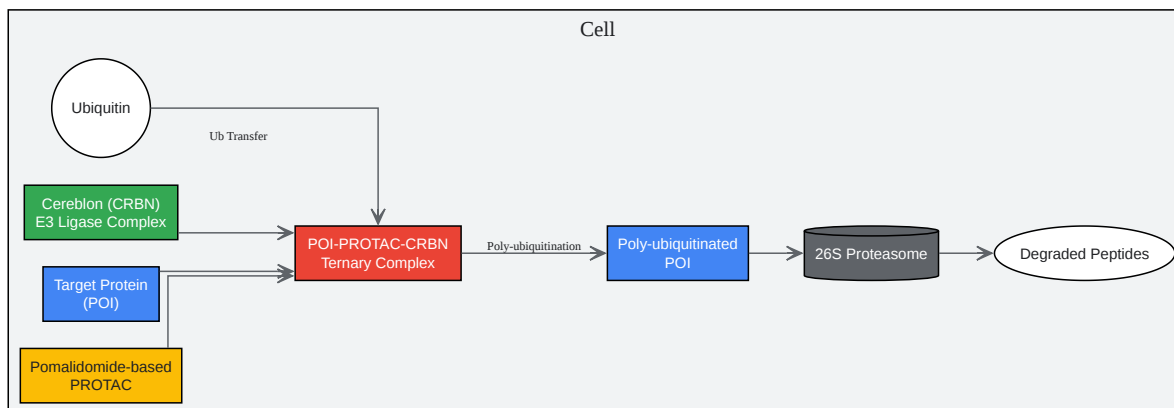 Cell
Ubiquitin
Ub Transfer
Cereblon (CRBN)
E3 Ligase Complex
Target Protein
(POI)
Pomalidomide-based
PROTAC
POI-PROTAC-CRBN
Ternary Complex
Poly-ubiquitination
Poly-ubiquitinated
POI
26S Proteasome
Degraded Peptides